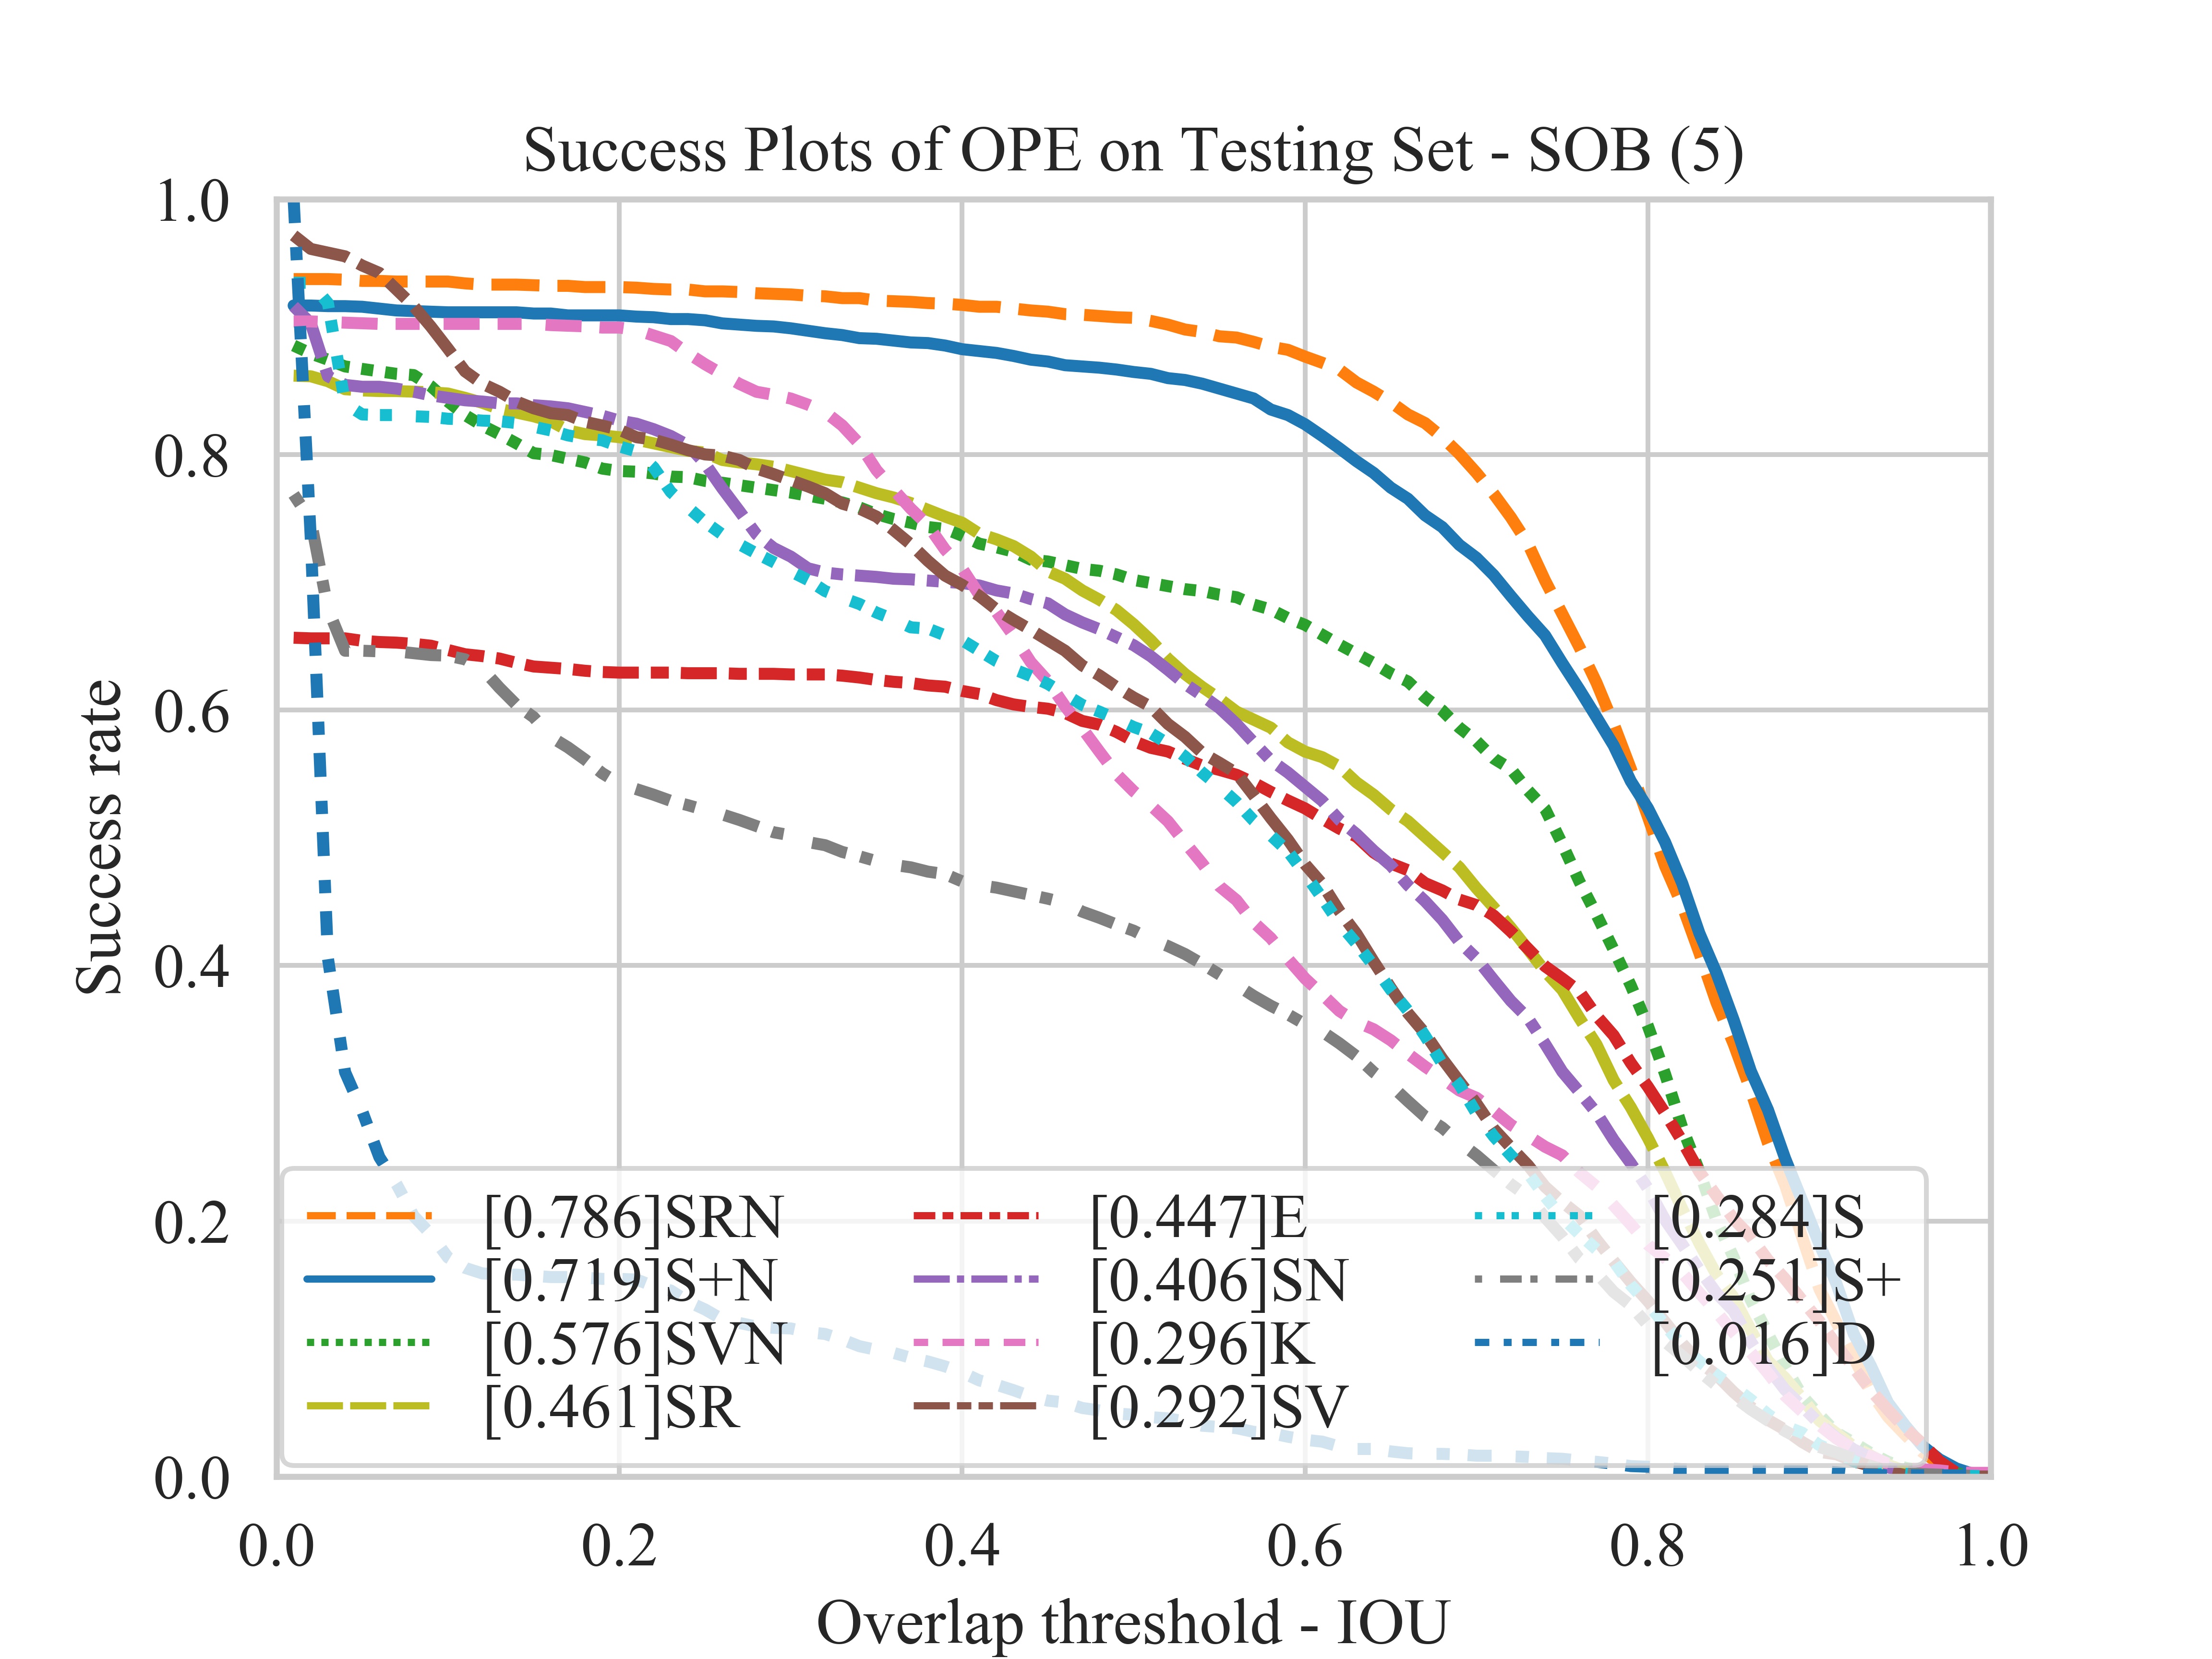 Success Plots of OPE on Testing Set - SOB (5)
1.0
0.8
0.6
0.4
0.2
0.0
Success rate
[0.786]SRN
[0.719]S+N
[0.576]SVN
[0.461]SR
[0.447]E
[0.406]SN
[0.296]K
[0.292]SV
[0.284]S
[0.251]S+
[0.016]D
0.0 0.2 0.4 0.6 0.8 1.0
Overlap threshold - IOU